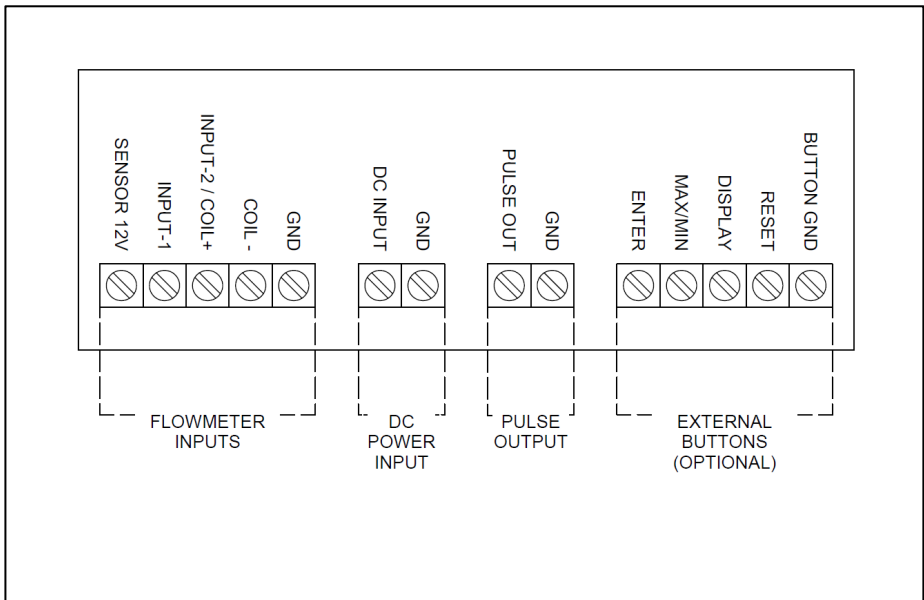 SENSOR 12V
INPUT-1
INPUT-2 / COIL+
COIL -
GND
DC INPUT
GND
PULSE OUT
GND
ENTER
MAX/MIN
DISPLAY
RESET
BUTTON GND
FLOWMETER
INPUTS
DC
POWER
INPUT
PULSE
OUTPUT
EXTERNAL
BUTTONS
(OPTIONAL)